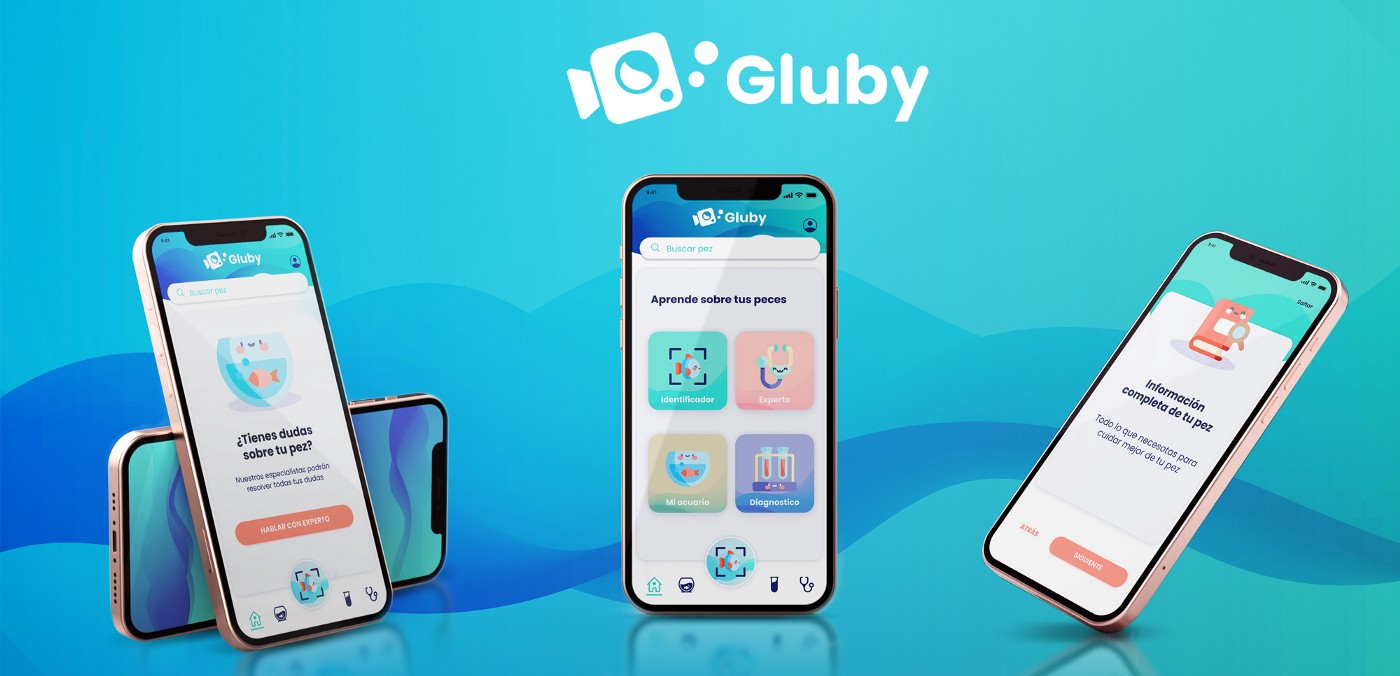 Gluby
9:41
Gluby
Buscar pez
¿Tienes dudas
sobre tu pez?
Nuestros especialistas podrán
resolver todas tus dudas
HABLAR CON EXPERTO
9:41
Gluby
Buscar pez
Aprende sobre tus peces
Identificador
Experto
Mi acuario
Diagnostico
9:41
Saltar
Información
completa de tu pez
Todo lo que necesitas para
cuidar mejor de tu pez
ATRÁS
SIGUIENTE